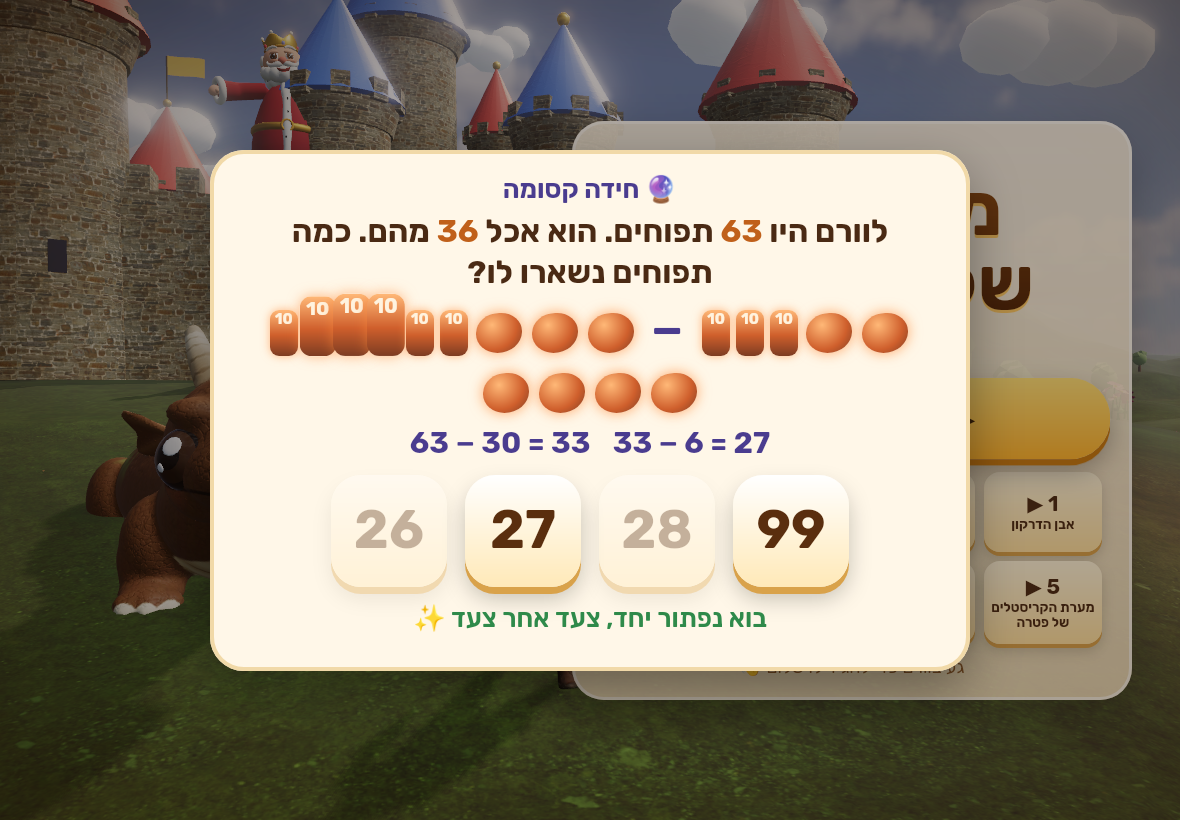 🔮 חידה קסומה
לוורם היו 63 תפוחים. הוא אכל 36 מהם. כמה
תפוחים נשארו לו?
10 10 10 10 10 10 − 10 10 10
63 − 30 = 33 33 − 6 = 27
26 27 28 99
בוא נפתור יחד, צעד אחר צעד ✨
1 ▶
אבן הדרקון
5 ▶
מערת הקריסטלים
של פטרה